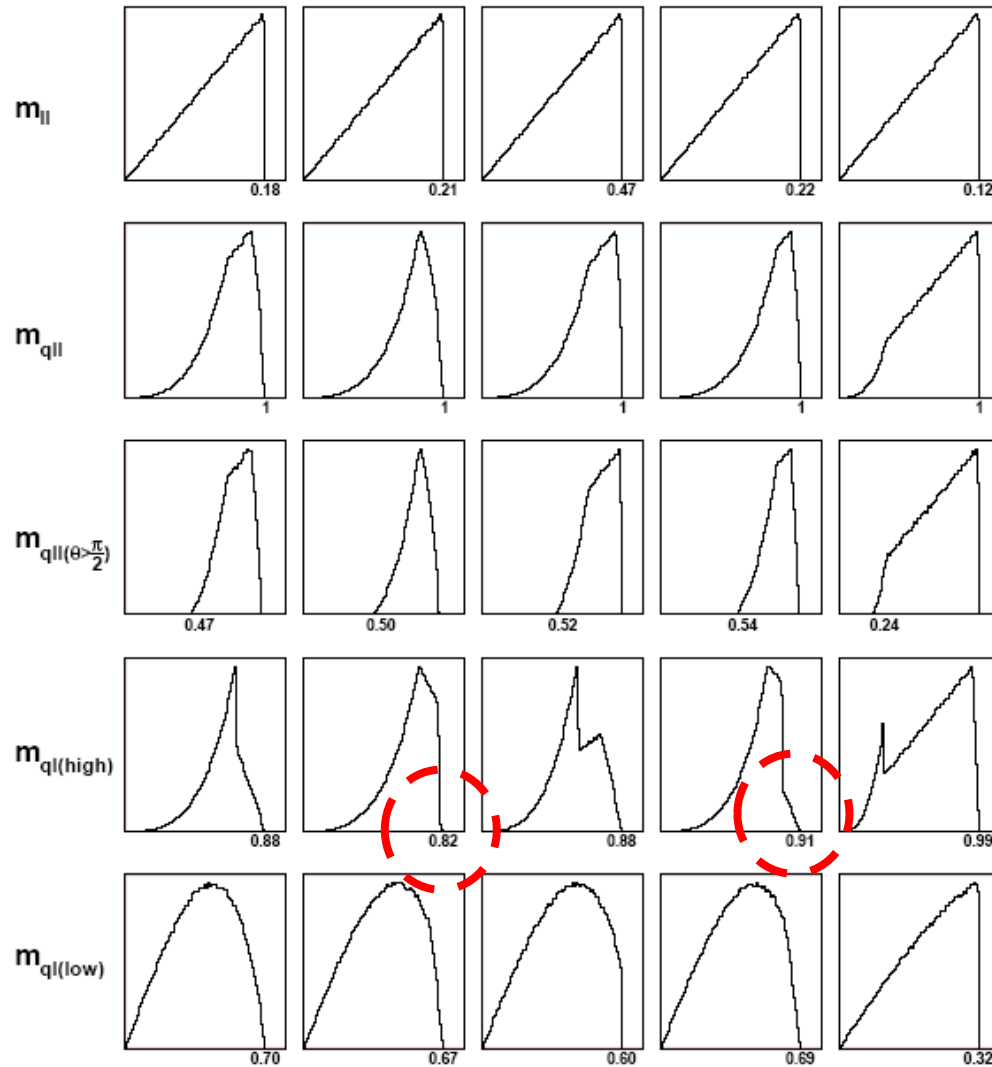 m_ll
0.18 0.21 0.47 0.22 0.12
m_qll
1 1 1 1 1
m_qll(θ>π/2)
0.47 0.50 0.52 0.54 0.24
m_ql(high)
0.88 0.82 0.88 0.91 0.99
m_ql(low)
0.70 0.67 0.60 0.69 0.32